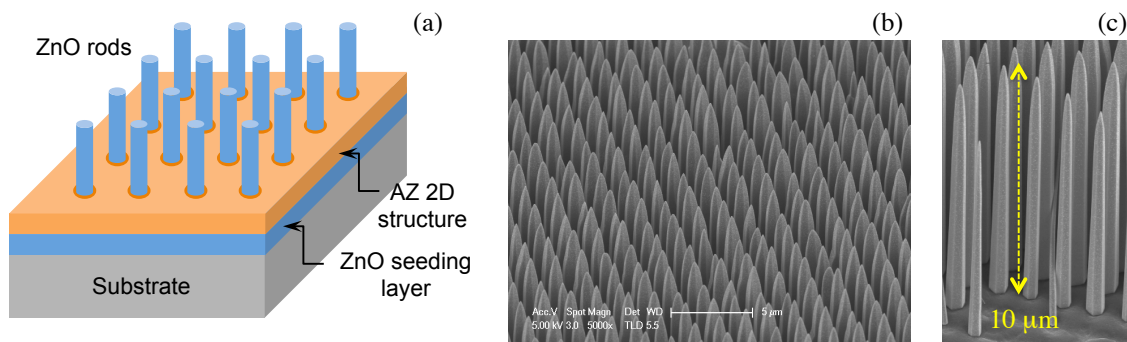 (a)
ZnO rods
AZ 2D
structure
ZnO seeding
layer
Substrate
(b)
Acc.V Spot Magn Det WD 5 µm
5.00 kV 3.0 5000x TLD 5.5
(c)
10 µm